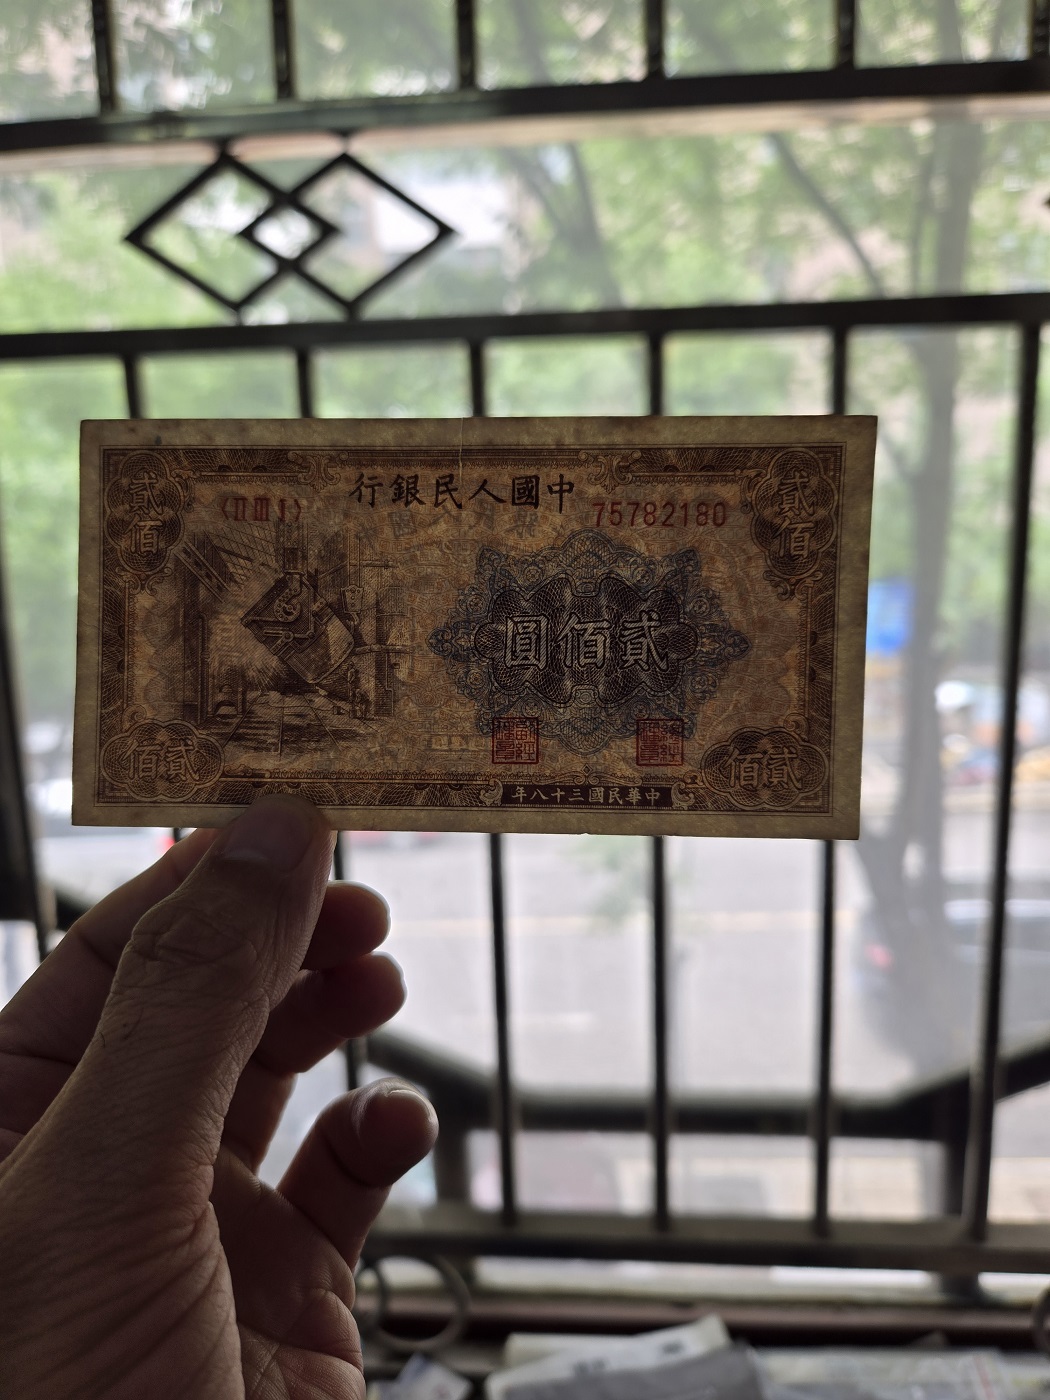 行銀民人國中
〈II III I〉
75782180
貳佰
貳佰
圓佰貳
佰貳
佰貳
年八十三國民華中